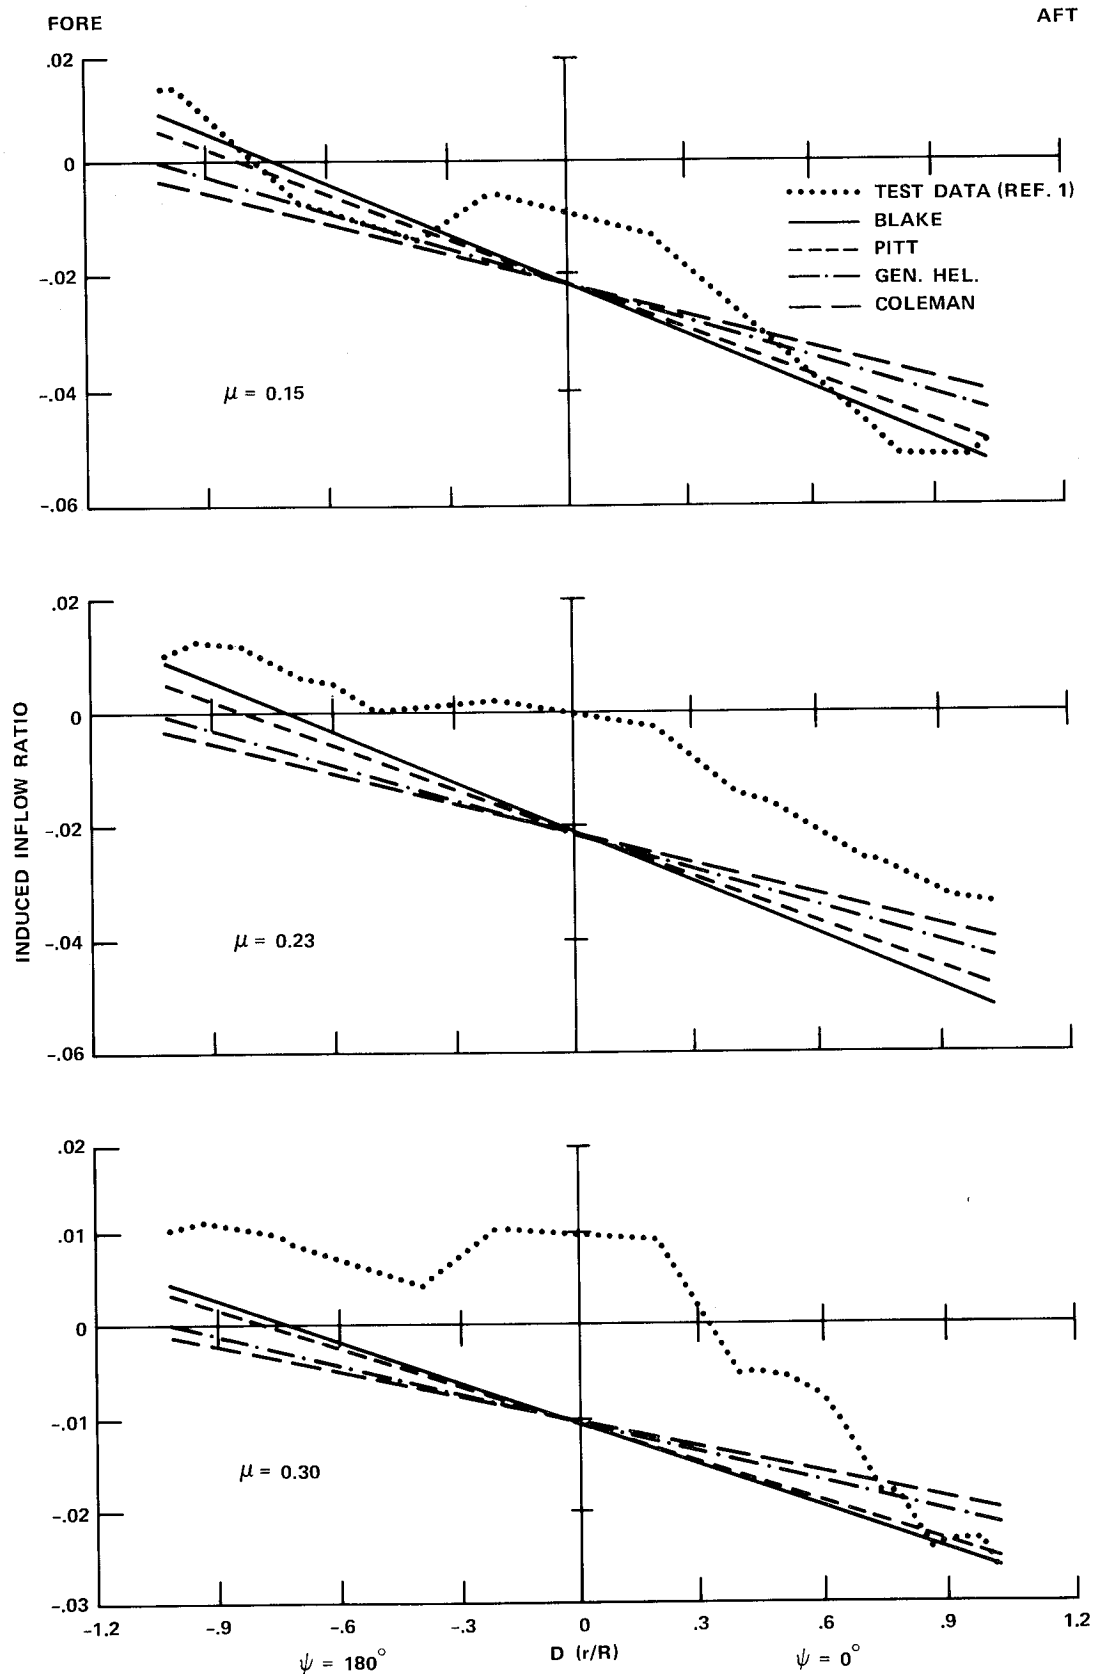 FORE
AFT
.02
0
-.02
-.04
-.06
TEST DATA (REF. 1)
BLAKE
PITT
GEN. HEL.
COLEMAN
μ = 0.15
INDUCED INFLOW RATIO
.02
0
-.02
-.04
-.06
μ = 0.23
.02
.01
0
-.01
-.02
-.03
μ = 0.30
-1.2 -.9 -.6 -.3 0 .3 .6 .9 1.2
ψ = 180° D (r/R) ψ = 0°